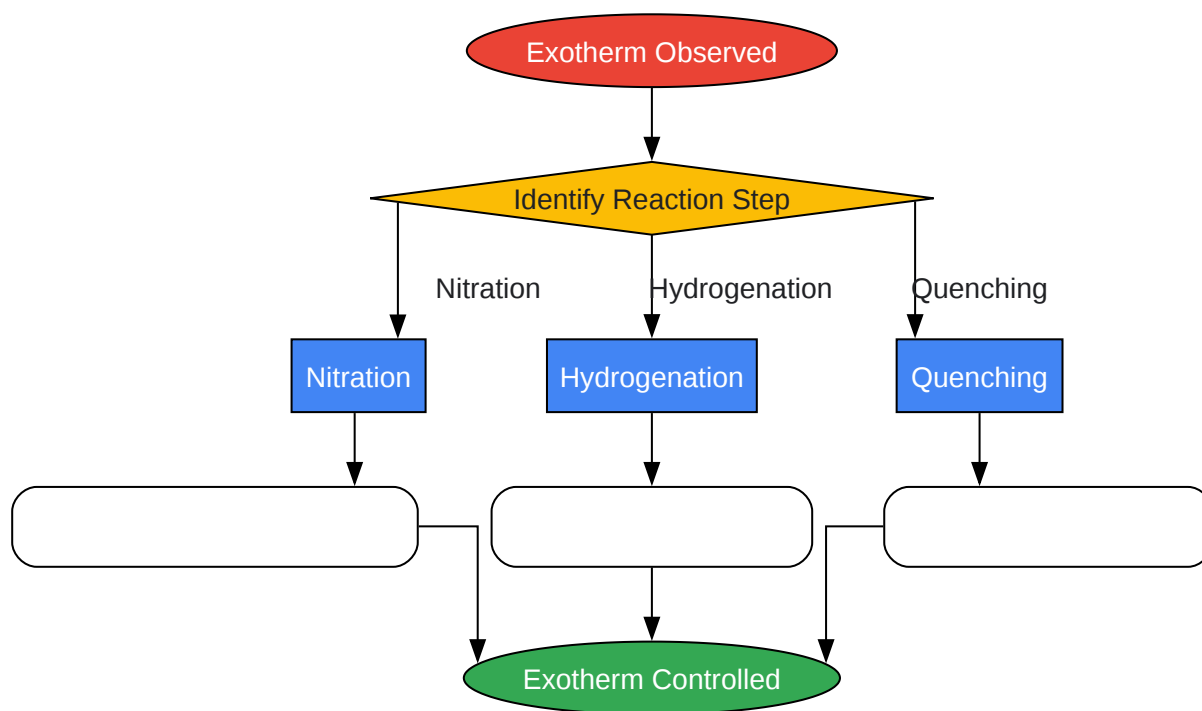 Exotherm Observed
Identify Reaction Step
Nitration
Hydrogenation
Quenching
Nitration
Hydrogenation
Quenching
Exotherm Controlled